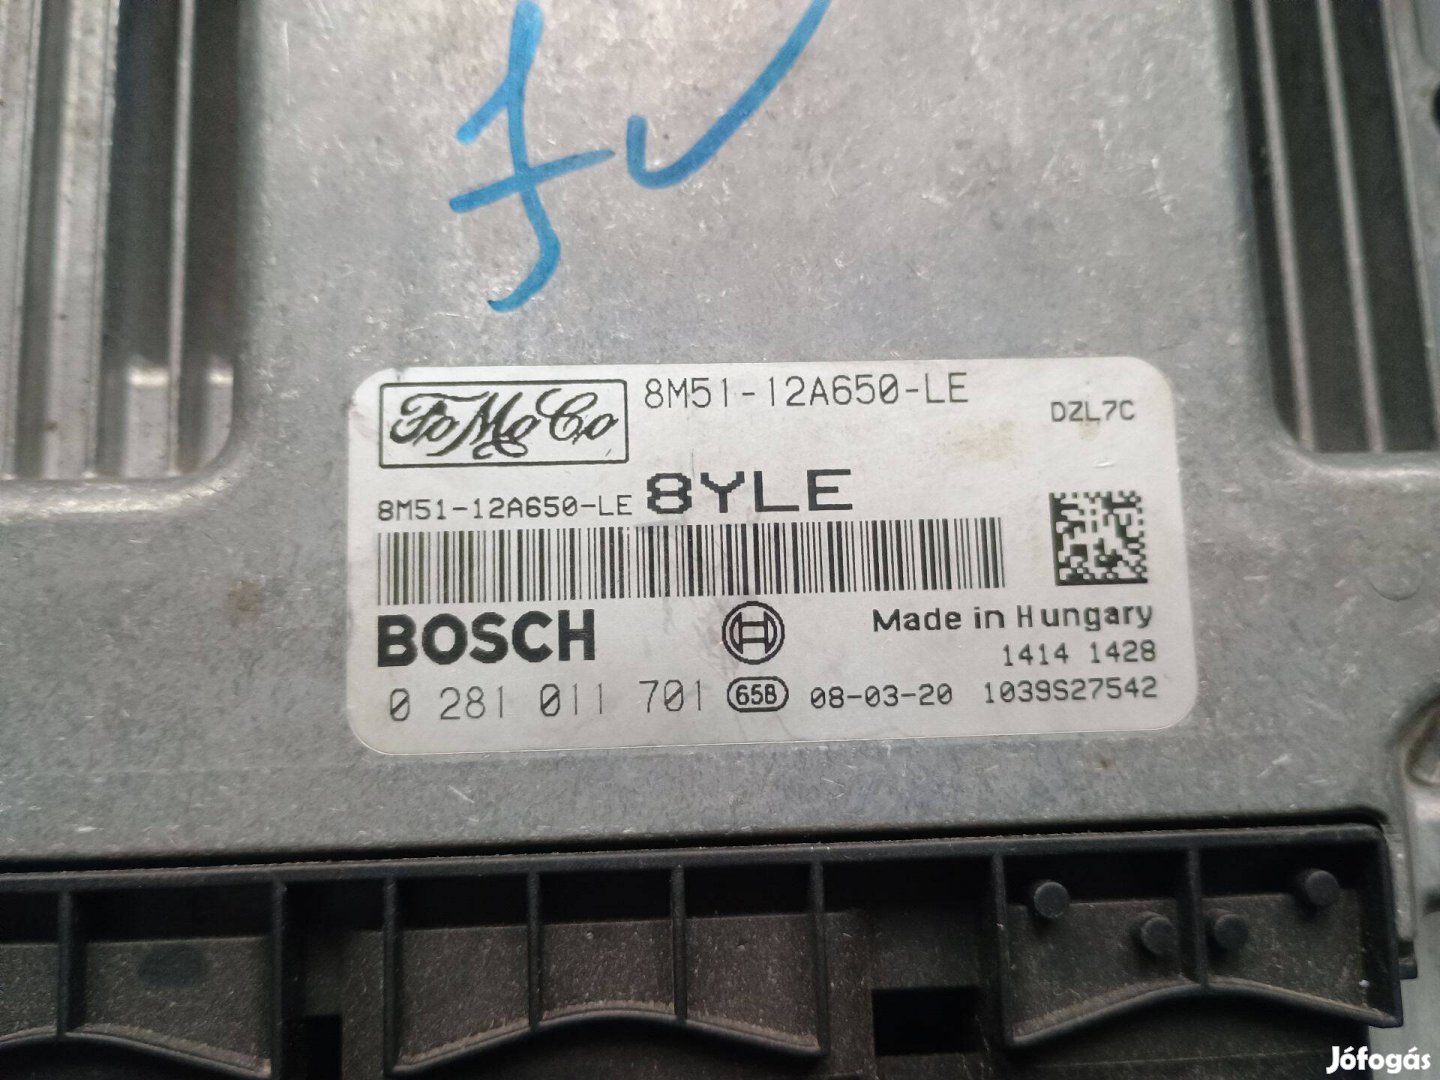 FoMoCo
8M51-12A650-LE
DZL7C
8M51-12A650-LE 8YLE
BOSCH
Made in Hungary
1414 1428
0 281 011 701 65B 08-03-20 1039S27542
Jófogás